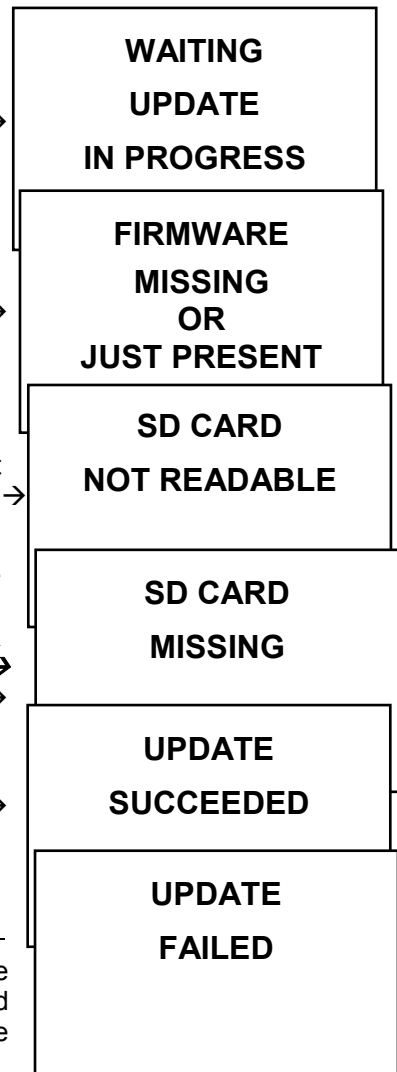 WAITING
UPDATE
IN PROGRESS
FIRMWARE
MISSING
OR
JUST PRESENT
SD CARD
NOT READABLE
SD CARD
MISSING
UPDATE
SUCCEEDED
UPDATE
FAILED